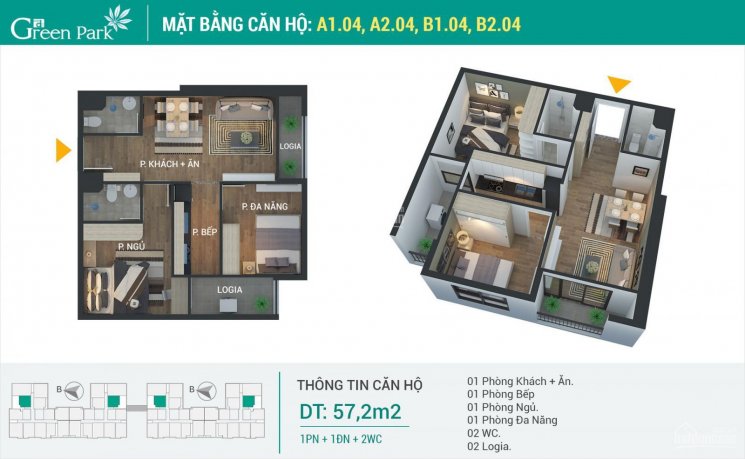 Eco Green Park
MẶT BẰNG CĂN HỘ: A1.04, A2.04, B1.04, B2.04
P. KHÁCH + ĂN
LOGIA
P. ĐA NĂNG
P. BẾP
P. NGỦ
LOGIA
B
B
THÔNG TIN CĂN HỘ
DT: 57,2m2
1PN + 1ĐN + 2WC
01 Phòng Khách + Ăn.
01 Phòng Bếp
01 Phòng Ngủ.
01 Phòng Đa Năng
02 WC.
02 Logia.